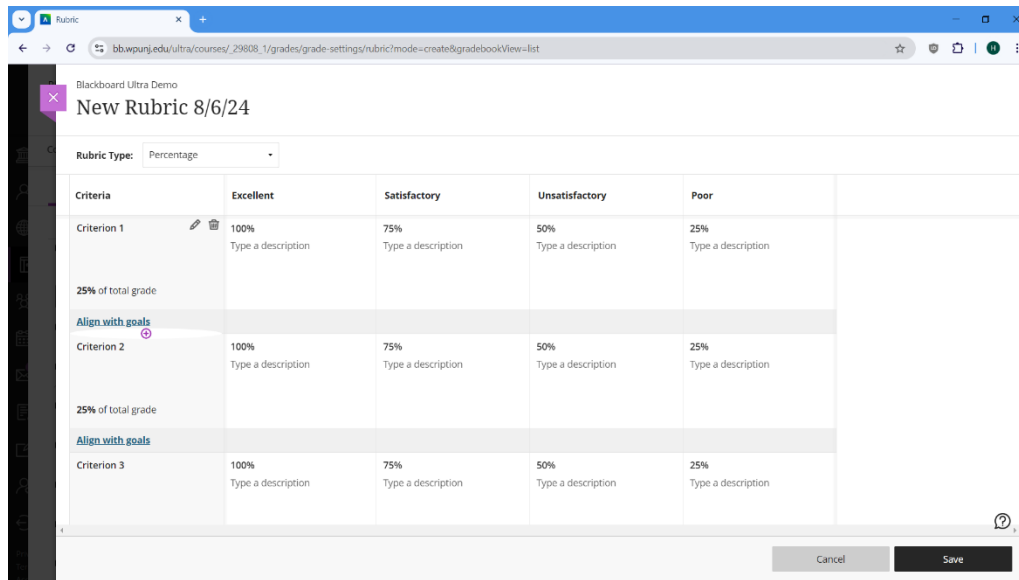 Rubric
bb.wpunj.edu/ultra/courses/_29808_1/grades/grade-settings/rubric?mode=create&gradebookView=list
H
Blackboard Ultra Demo
New Rubric 8/6/24
Rubric Type: Percentage
Criteria Excellent Satisfactory Unsatisfactory Poor
Criterion 1 100% 75% 50% 25%
Type a description Type a description Type a description Type a description
25% of total grade
Align with goals
Criterion 2 100% 75% 50% 25%
Type a description Type a description Type a description Type a description
25% of total grade
Align with goals
Criterion 3 100% 75% 50% 25%
Type a description Type a description Type a description Type a description
Cancel Save